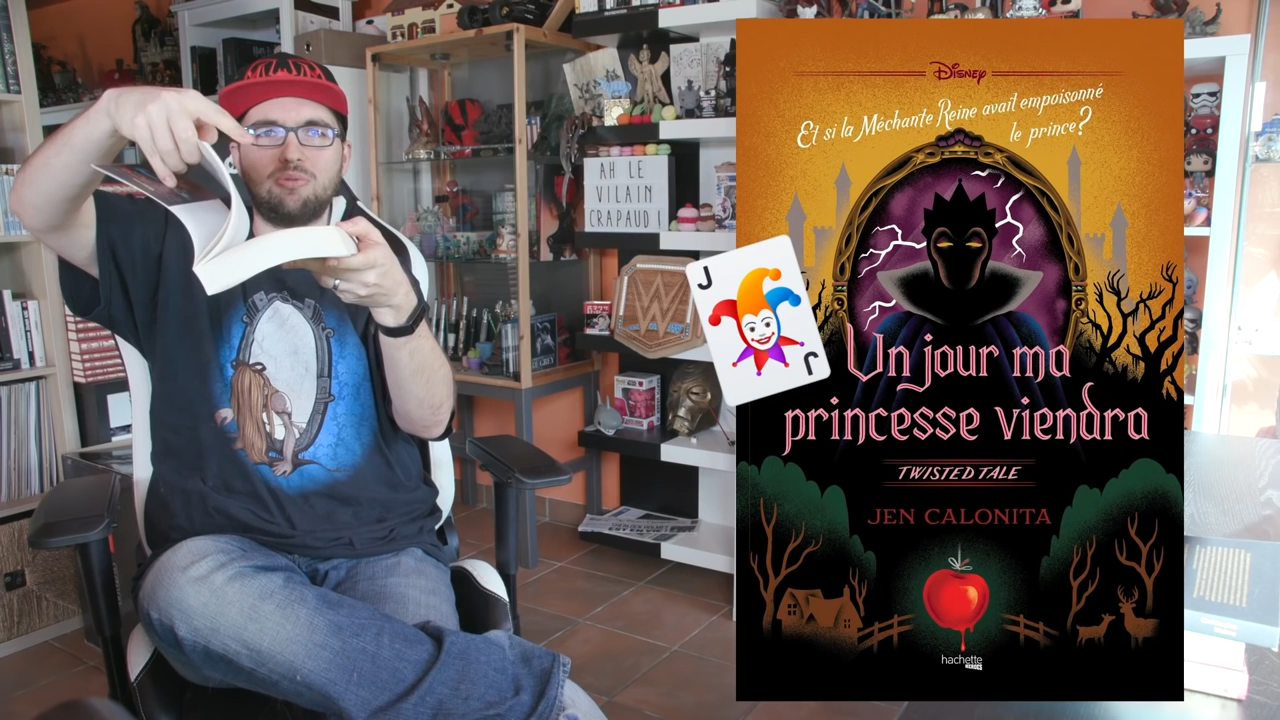 AH LE
VILAIN
CRAPAUD !
W
J
J
DISNEY
Et si la Méchante Reine avait empoisonné
le prince?
Un jour ma
princesse viendra
TWISTED TALE
JEN CALONITA
hachette
HEROES